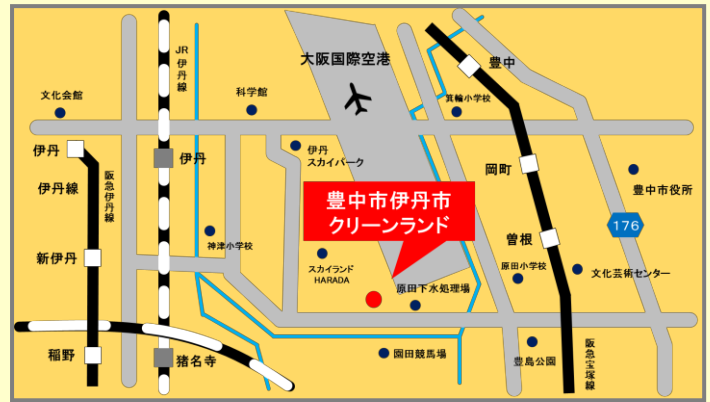 JR
伊丹線
大阪国際空港
豊中
文化会館
科学館
箕輪小学校
伊丹
伊丹線
阪急伊丹線
伊丹
伊丹
スカイパーク
岡町
豊中市役所
豊中市伊丹市
クリーンランド
176
神津小学校
曽根
新伊丹
スカイランド
HARADA
原田下水処理場
原田小学校
文化芸術センター
稲野
猪名寺
園田競馬場
豊島公園
阪急宝塚線